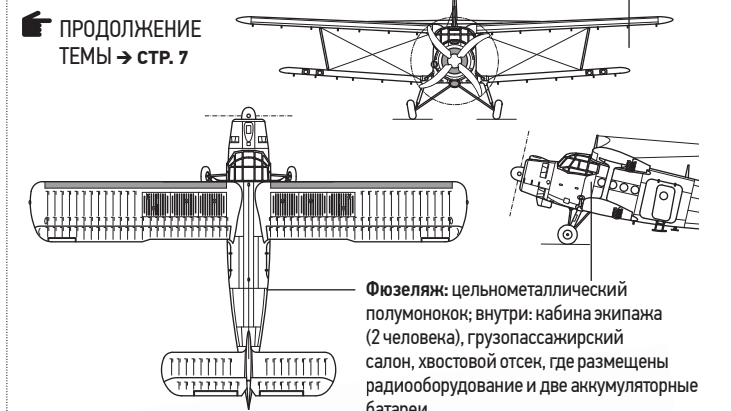 ПРОДОЛЖЕНИЕ
ТЕМЫ → СТР. 7
Фюзеляж: цельнометаллический
полумонокок; внутри: кабина экипажа
(2 человека), грузопассажирский
салон, хвостовой отсек, где размещены
радиооборудование и две аккумуляторные
батареи